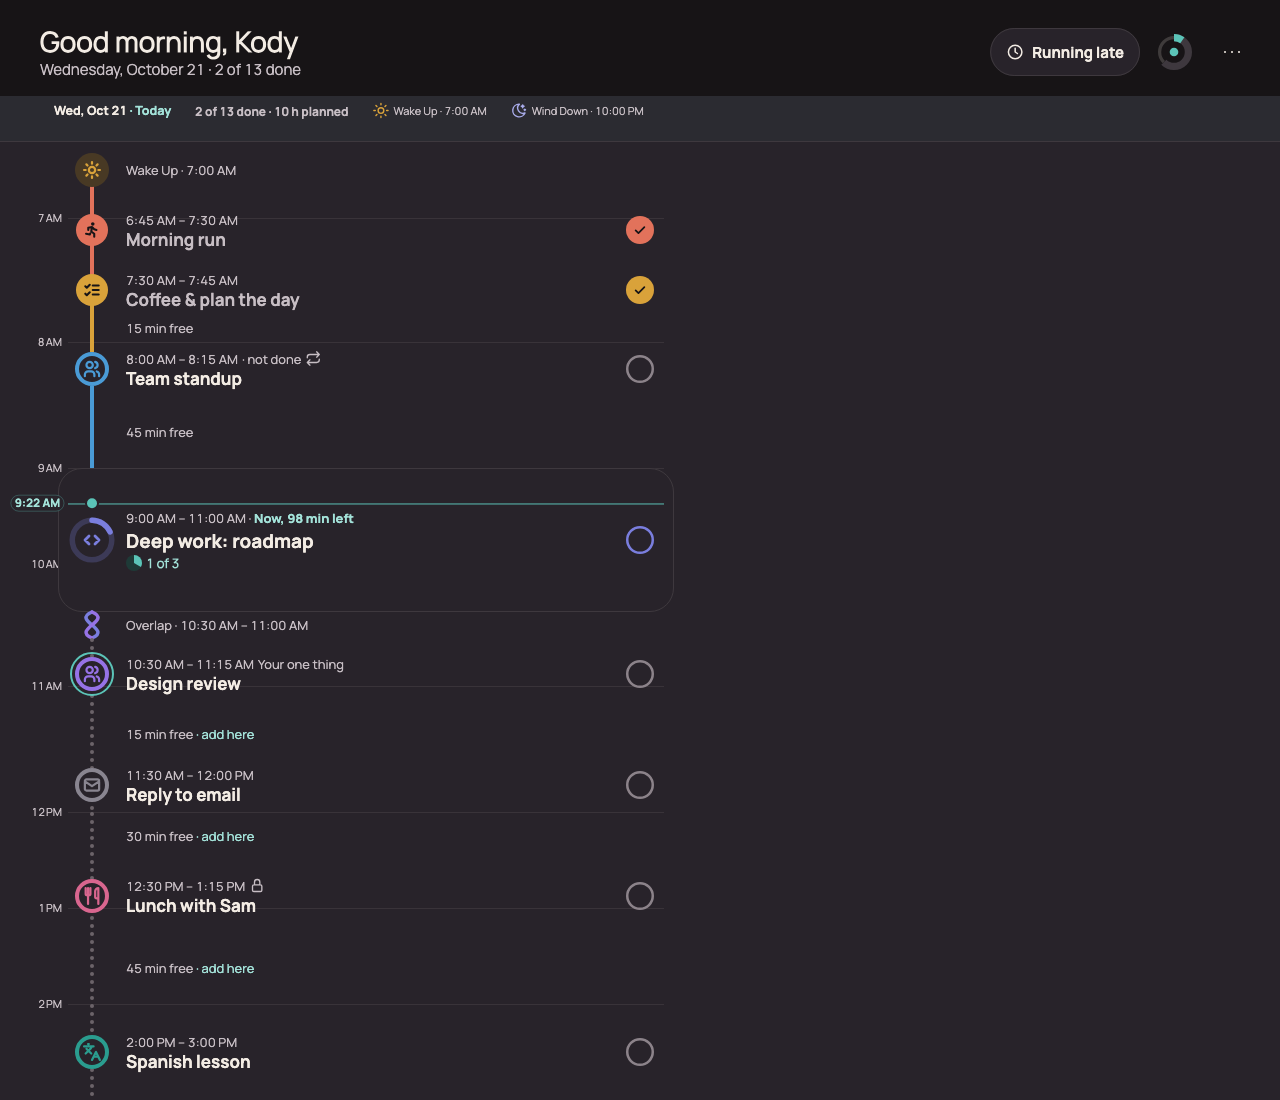 Good morning, Kody
Wednesday, October 21 · 2 of 13 done
Running late
Wed, Oct 21 · Today
2 of 13 done · 10 h planned
Wake Up · 7:00 AM
Wind Down · 10:00 PM
Wake Up · 7:00 AM
7 AM
6:45 AM – 7:30 AM
Morning run
7:30 AM – 7:45 AM
Coffee & plan the day
15 min free
8 AM
8:00 AM – 8:15 AM · not done
Team standup
45 min free
9 AM
9:22 AM
9:00 AM – 11:00 AM · Now, 98 min left
Deep work: roadmap
10 AM
1 of 3
Overlap · 10:30 AM – 11:00 AM
10:30 AM – 11:15 AM Your one thing
Design review
11 AM
15 min free · add here
11:30 AM – 12:00 PM
Reply to email
12 PM
30 min free · add here
12:30 PM – 1:15 PM
Lunch with Sam
1 PM
45 min free · add here
2 PM
2:00 PM – 3:00 PM
Spanish lesson